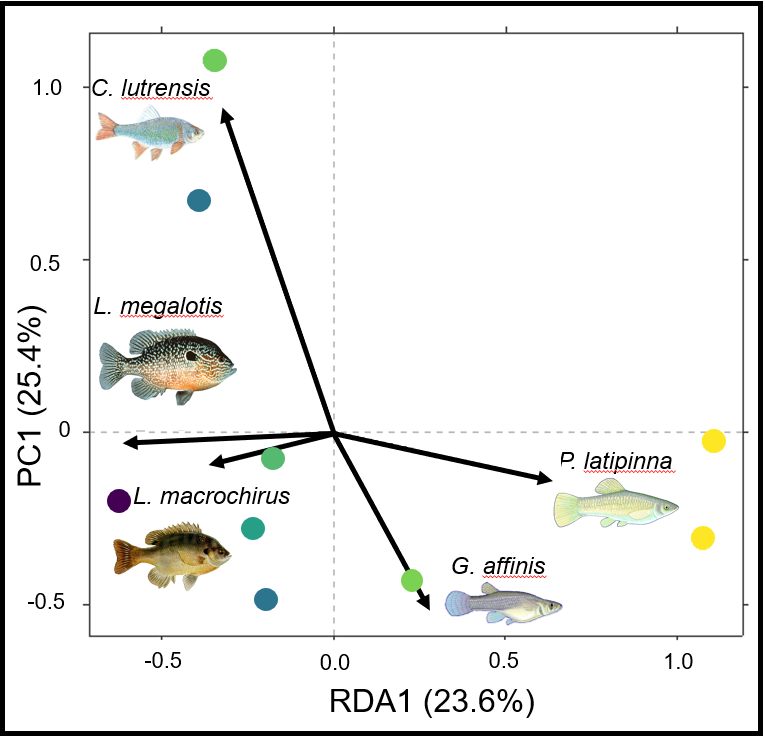 1.0
C. lutrensis
0.5
L. megalotis
PC1 (25.4%)
0
P. latipinna
L. macrochirus
G. affinis
-0.5
-0.5
0.0
0.5
1.0
RDA1 (23.6%)